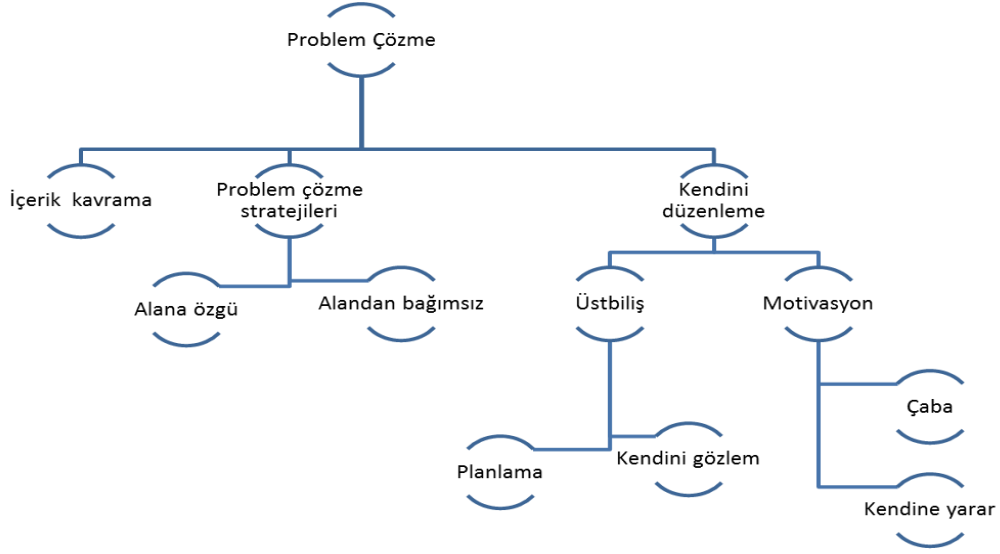 Problem Çözme
İçerik kavrama
Problem çözme
stratejileri
Kendini
düzenleme
Alana özgü
Alandan bağımsız
Üstbiliş
Motivasyon
Çaba
Planlama
Kendini gözlem
Kendine yarar